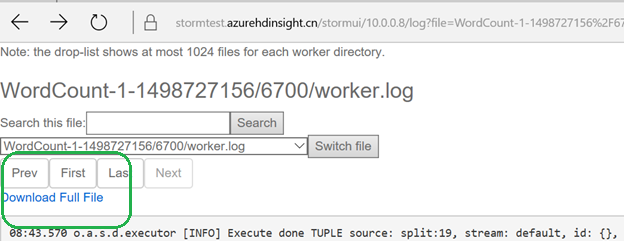 stormtest.azurehdinsight.cn/stormui/10.0.0.8/log?file=WordCount-1-1498727156%2F67
Note: the drop-list shows at most 1024 files for each worker directory.
WordCount-1-1498727156/6700/worker.log
Search this file: Search
WordCount-1-1498727156/6700/worker.log Switch file
Prev First Las Next
Download Full File
08:43.570 o.a.s.d.executor [INFO] Execute done TUPLE source: split:19, stream: default, id: {},